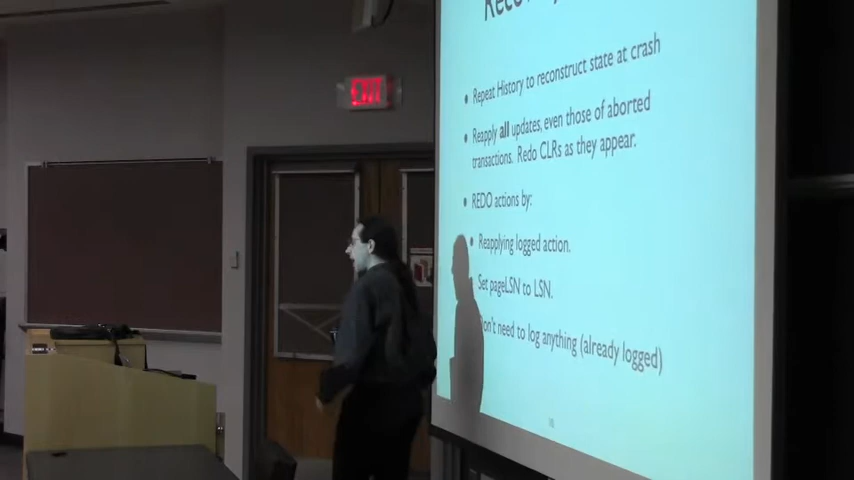 EXIT
• Repeat History to reconstruct state at crash
• Reapply all updates, even those of aborted
transactions. Redo CLRs as they appear.
• REDO actions by:
• Reapplying logged action.
Set pageLSN to LSN.
Don't need to log anything (already logged)